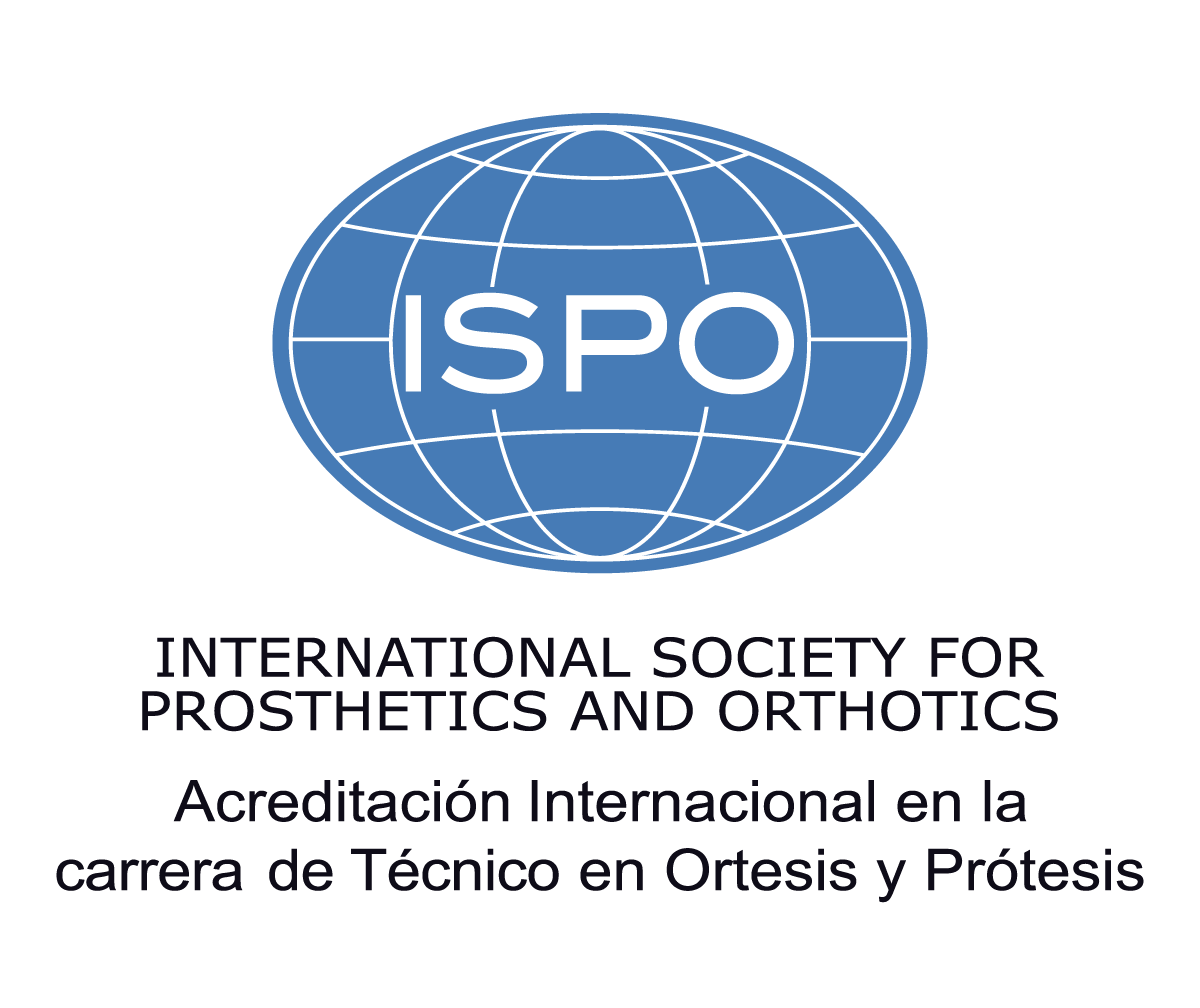 ISPO
INTERNATIONAL SOCIETY FOR
PROSTHETICS AND ORTHOTICS
Acreditación Internacional en la
carrera de Técnico en Ortesis y Prótesis